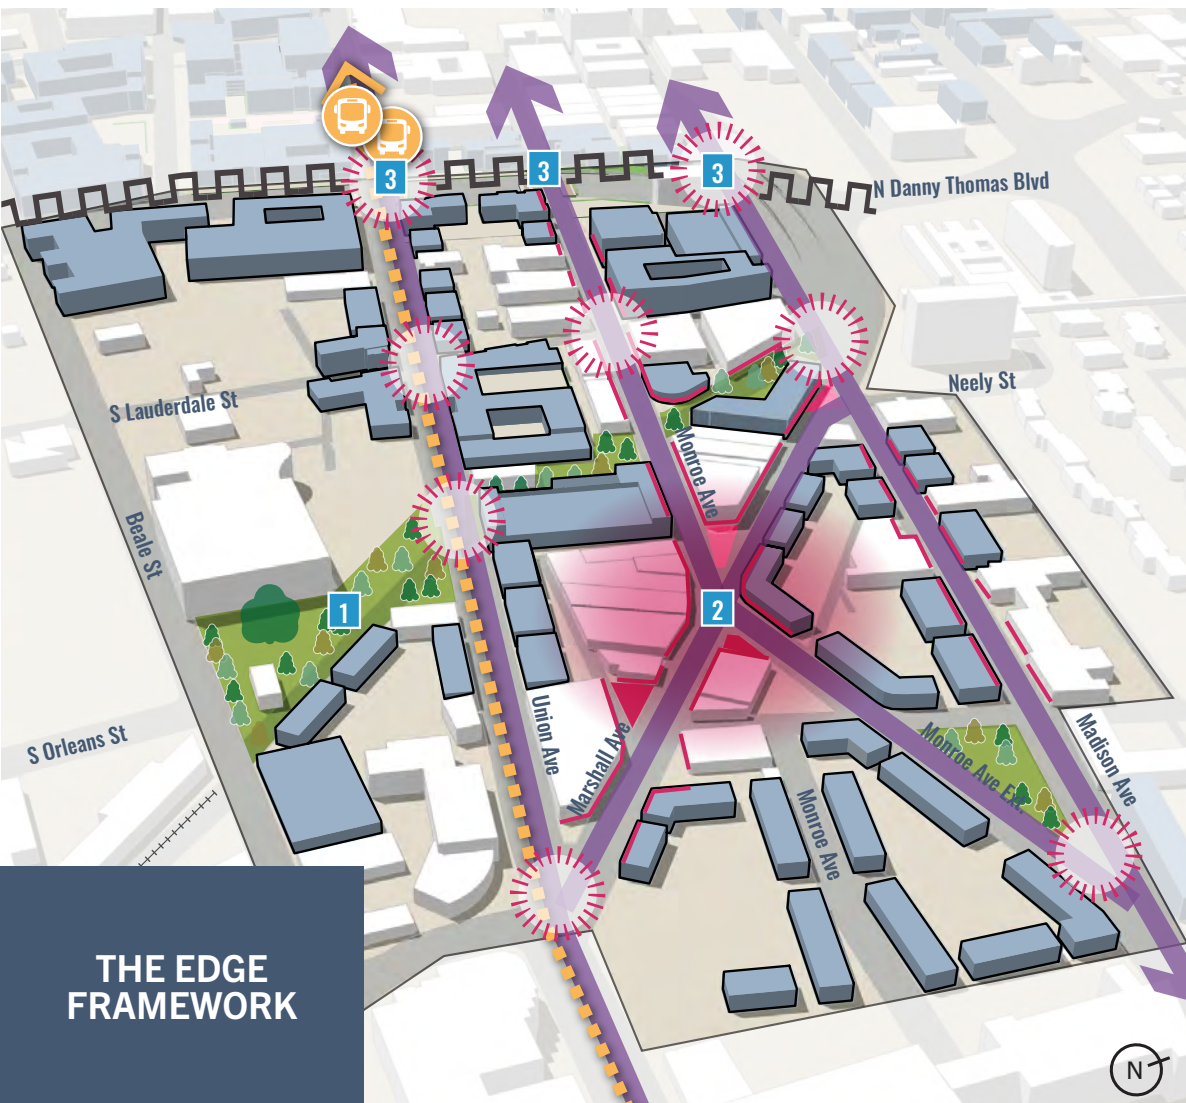 3
3
3
N Danny Thomas Blvd
Neely St
S Lauderdale St
Monroe Ave
Beale St
1
2
S Orleans St
Union Ave
Marshall Ave
Monroe Ave Ext
Madison Ave
Monroe Ave
THE EDGE
FRAMEWORK
N